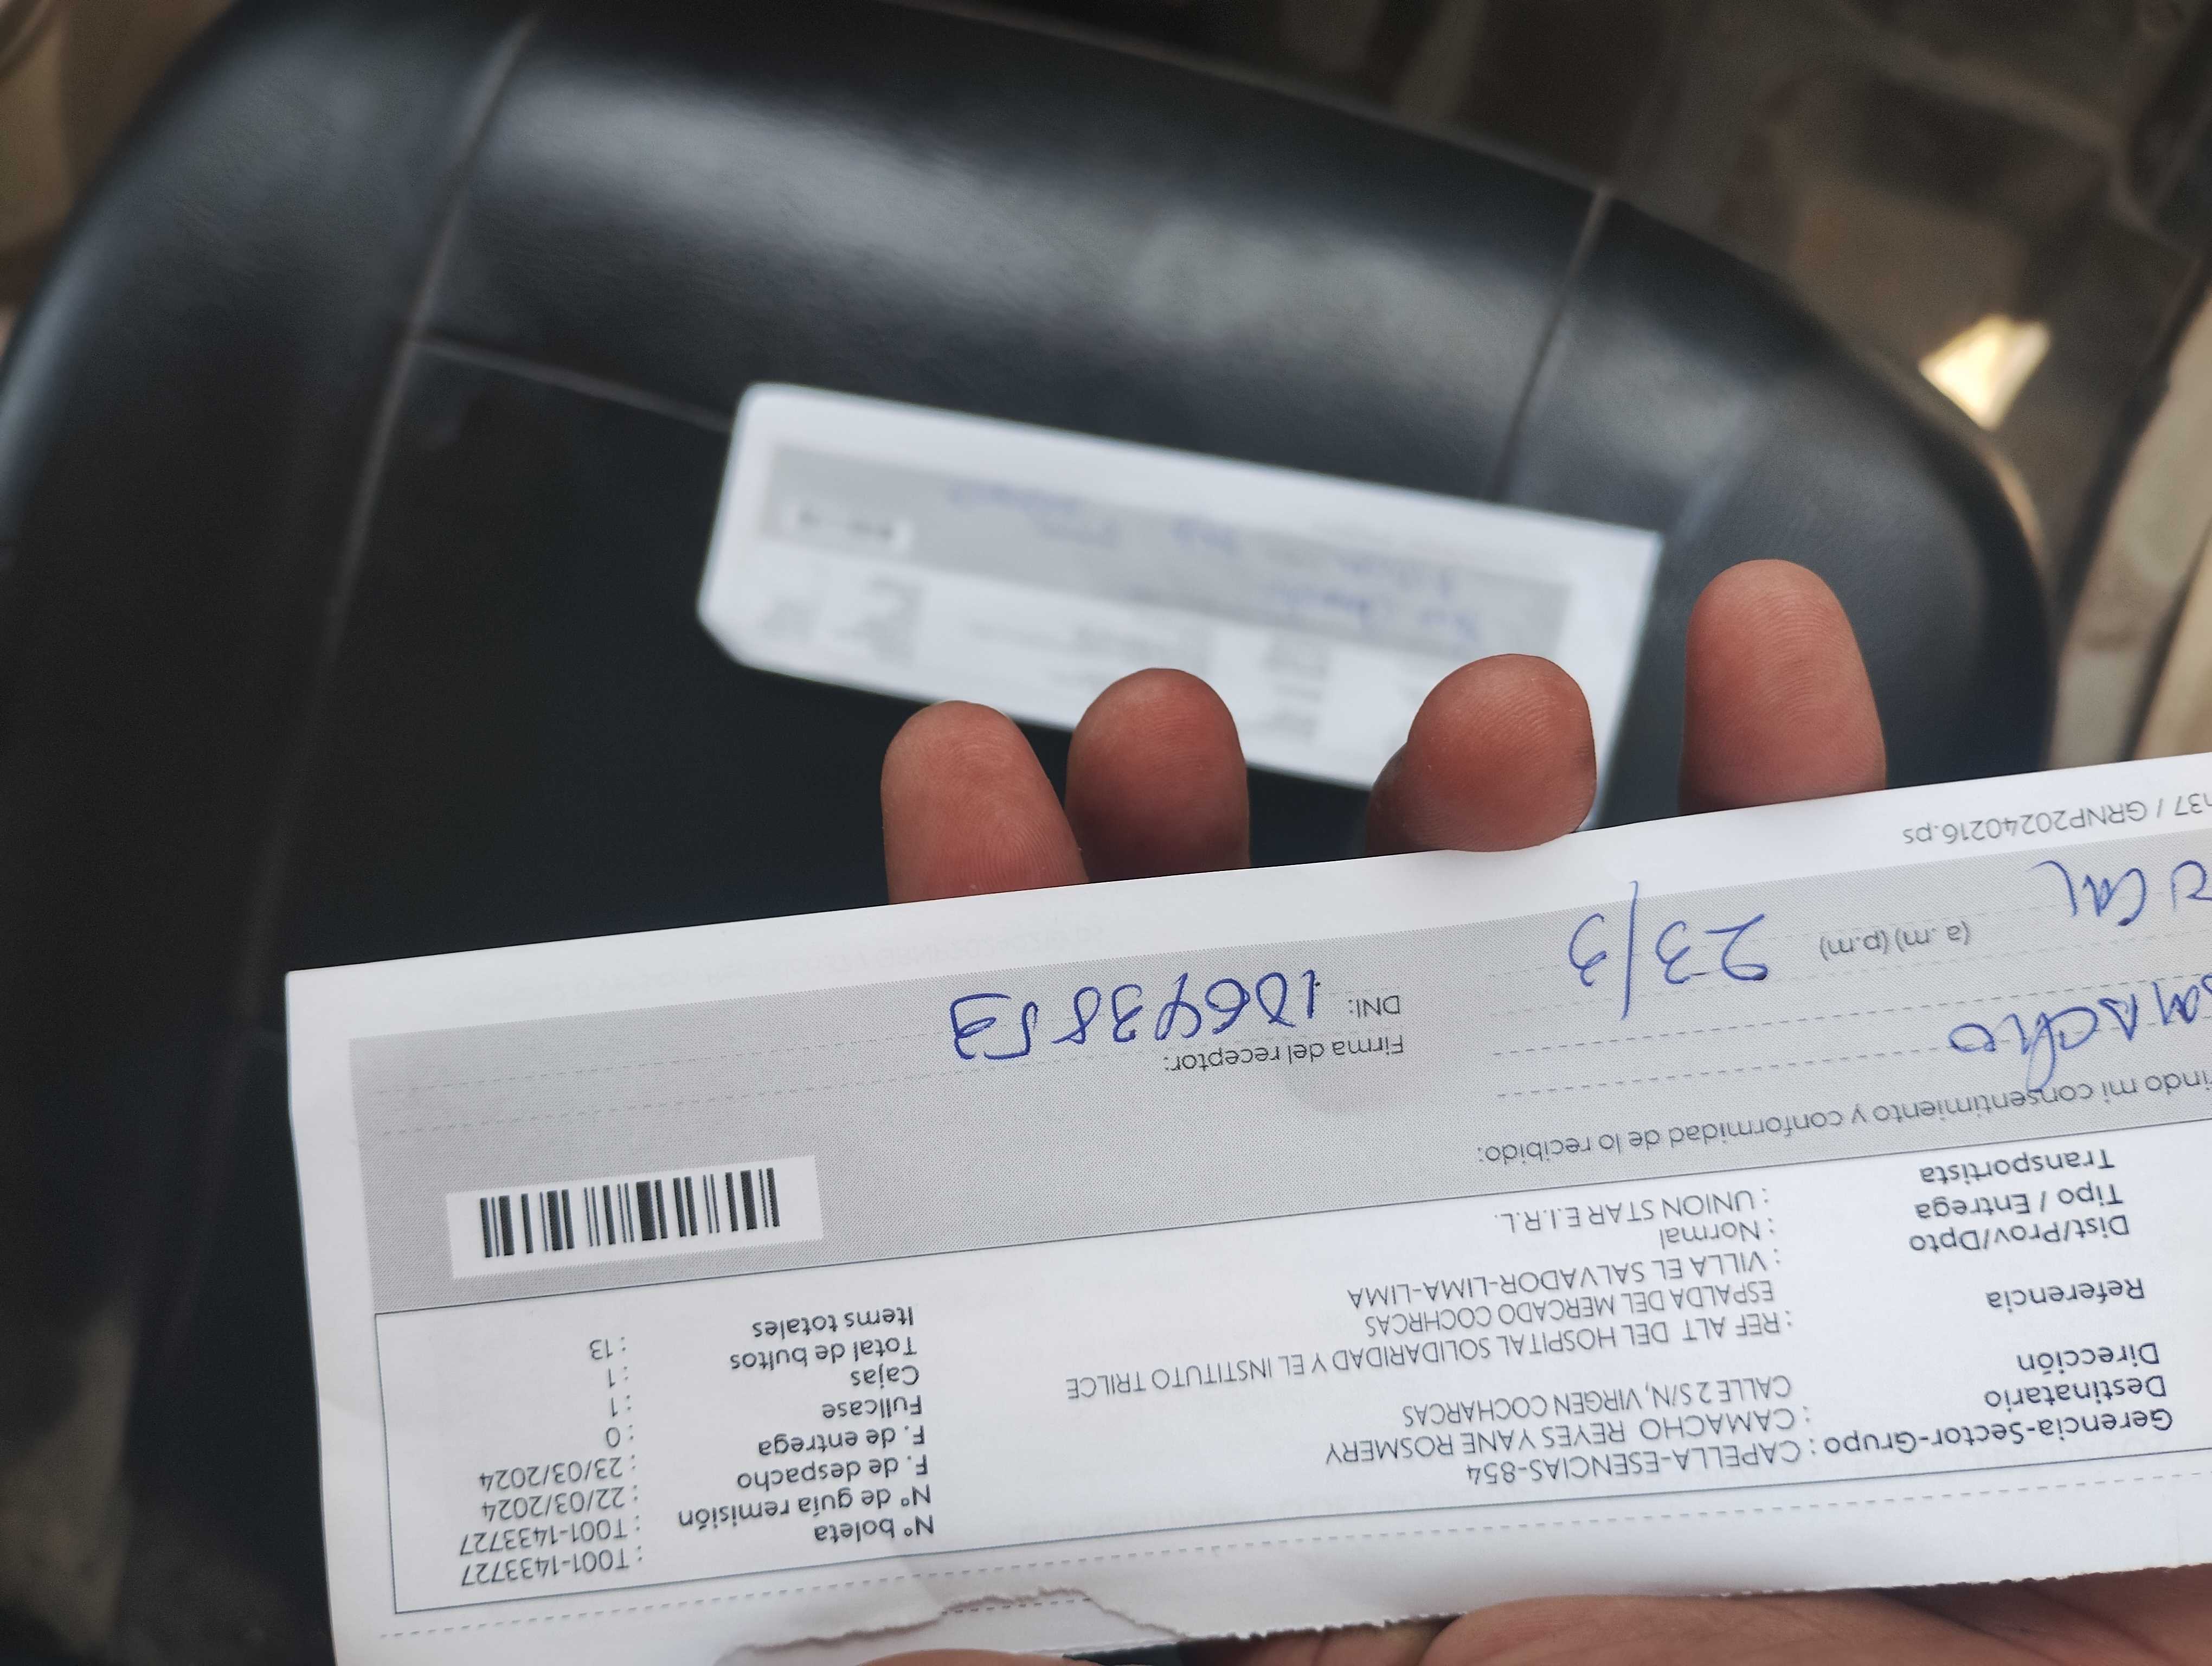 Nº boleta : T001-1433727
Nº de guía remisión : T001-1433727
F. de despacho : 22/03/2024
F. de entrega : 23/03/2024
Fullcase : 0
Cajas : 1
Total de bultos : 1
Items totales : 13
Gerencia-Sector-Grupo : CAPELLA-ESENCIAS-854
Destinatario : CAMACHO REYES YANE ROSMERY
Dirección CALLE 2 S/N, VIRGEN COCHARCAS
Referencia : REF ALT DEL HOSPITAL SOLIDARIDAD Y EL INSTITUTO TRILCE
ESPALDA DEL MERCADO COCHRCAS
Dist/Prov/Dpto : VILLA EL SALVADOR-LIMA-LIMA
Tipo / Entrega : Normal
Transportista : UNION STAR E.I.R.L.
indo mi consentimiento y conformidad de lo recibido:
amacho
Firma del receptor:
(a. m) (p.m) 23/3
DNI:
37 / GRNP20240216.ps